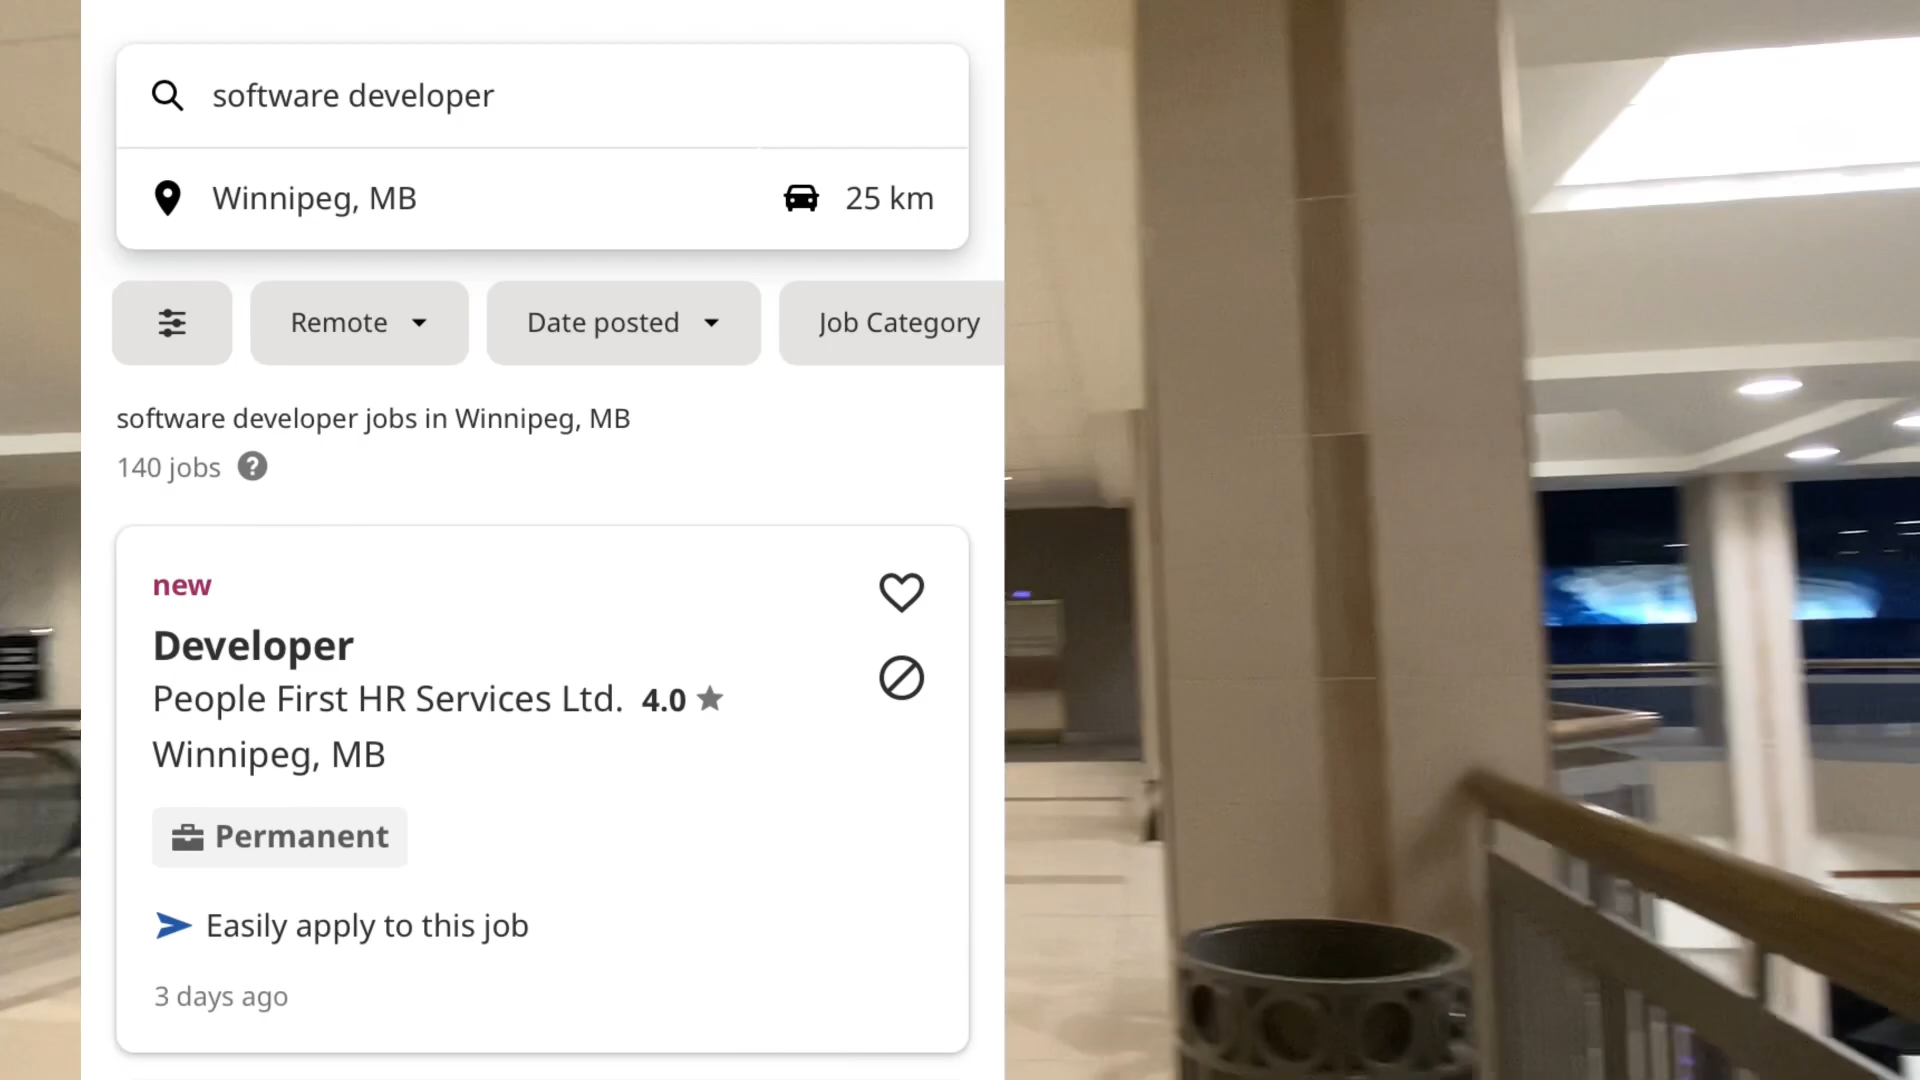 software developer
Winnipeg, MB 25 km
Remote Date posted Job Category
software developer jobs in Winnipeg, MB
140 jobs ?
new
Developer
People First HR Services Ltd. 4.0
Winnipeg, MB
Permanent
Easily apply to this job
3 days ago